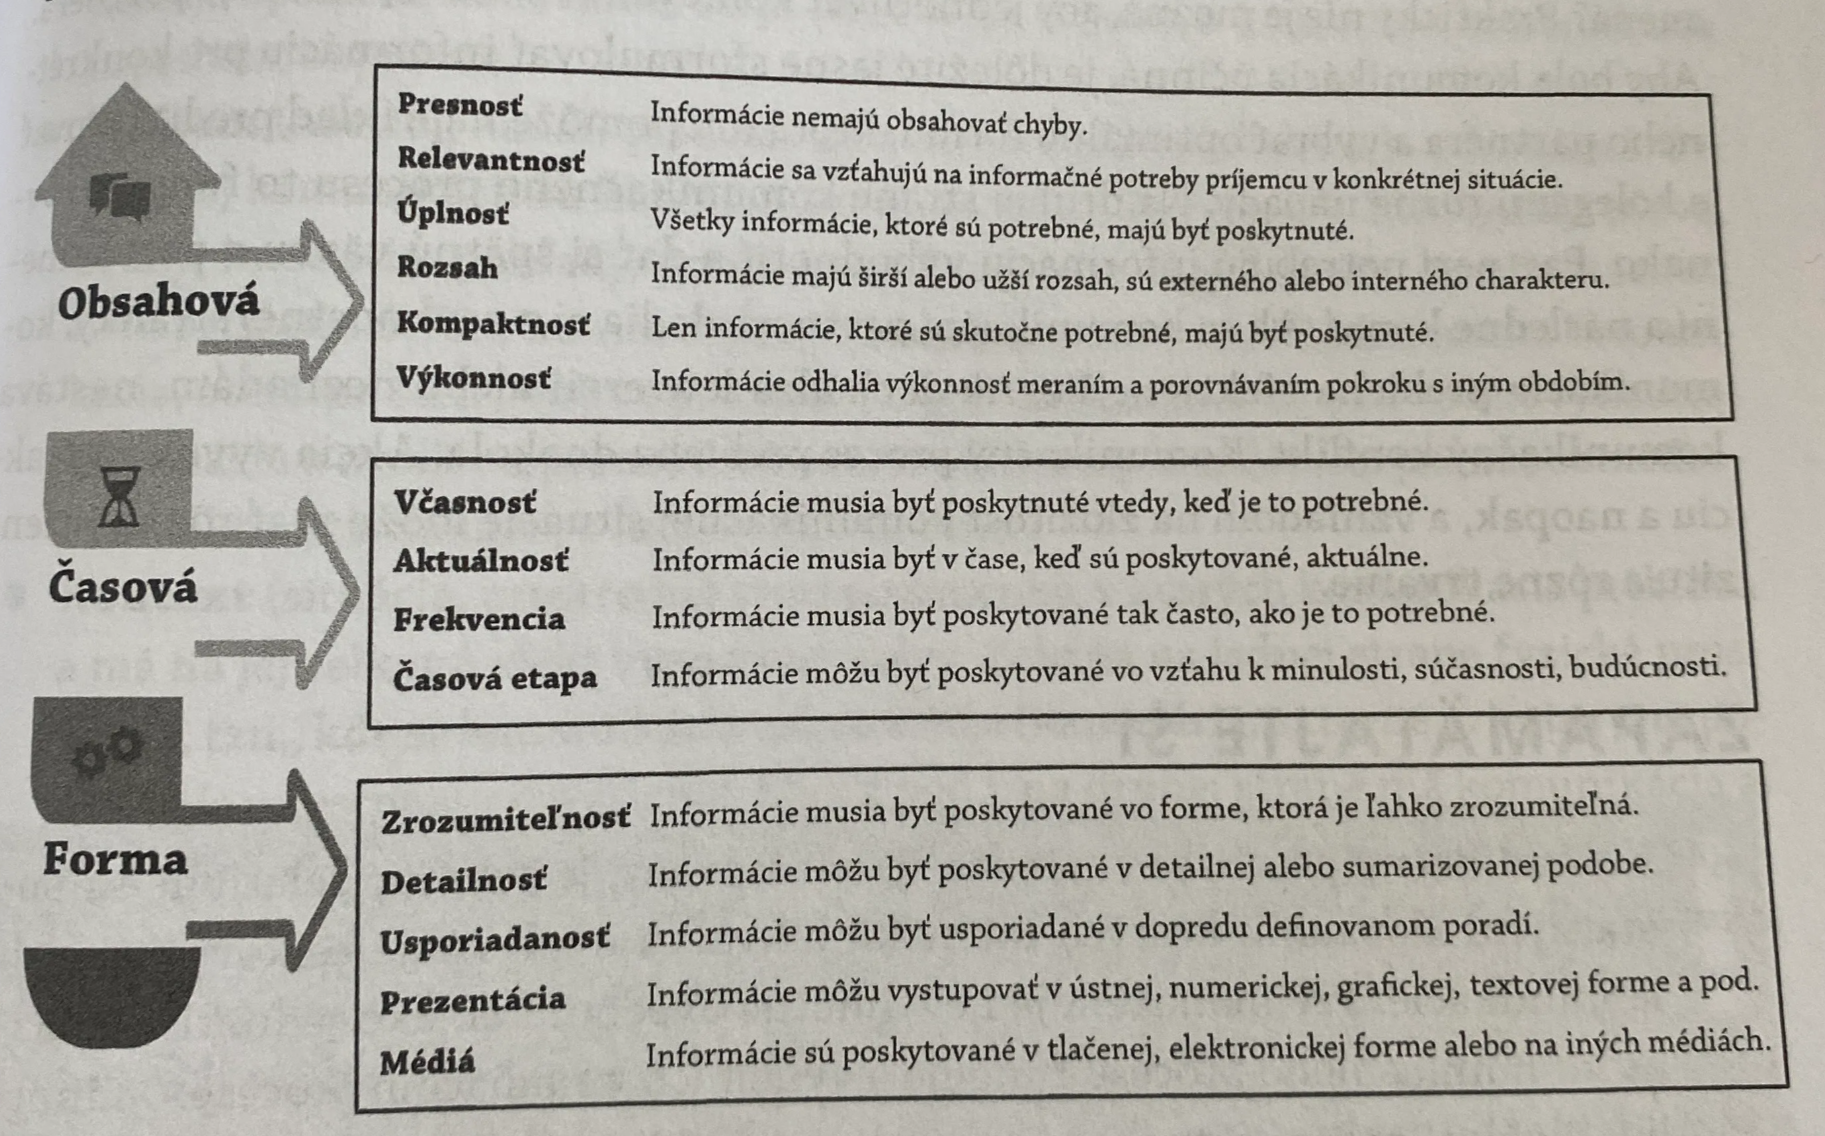 Obsahová
Presnosť Informácie nemajú obsahovať chyby.
Relevantnosť Informácie sa vzťahujú na informačné potreby príjemcu v konkrétnej situácie.
Úplnosť Všetky informácie, ktoré sú potrebné, majú byť poskytnuté.
Rozsah Informácie majú širší alebo užší rozsah, sú externého alebo interného charakteru.
Kompaktnosť Len informácie, ktoré sú skutočne potrebné, majú byť poskytnuté.
Výkonnosť Informácie odhalia výkonnosť meraním a porovnávaním pokroku s iným obdobím.
Časová
Včasnosť Informácie musia byť poskytnuté vtedy, keď je to potrebné.
Aktuálnosť Informácie musia byť v čase, keď sú poskytované, aktuálne.
Frekvencia Informácie musia byť poskytované tak často, ako je to potrebné.
Časová etapa Informácie môžu byť poskytované vo vzťahu k minulosti, súčasnosti, budúcnosti.
Forma
Zrozumiteľnosť Informácie musia byť poskytované vo forme, ktorá je ľahko zrozumiteľná.
Detailnosť Informácie môžu byť poskytované v detailnej alebo sumarizovanej podobe.
Usporiadanosť Informácie môžu byť usporiadané v dopredu definovanom poradí.
Prezentácia Informácie môžu vystupovať v ústnej, numerickej, grafickej, textovej forme a pod.
Médiá Informácie sú poskytované v tlačenej, elektronickej forme alebo na iných médiách.